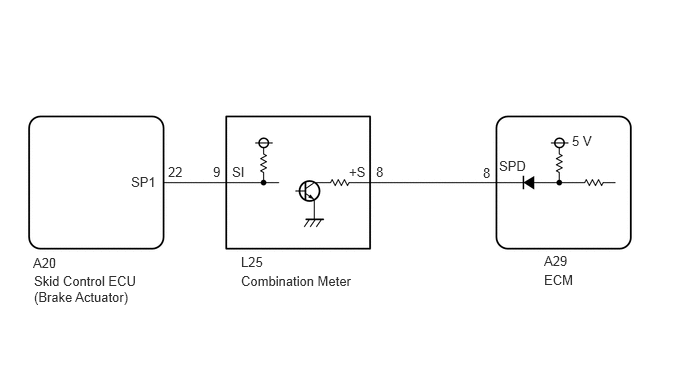 5 V
SP1
22
9
SI
+S
8
8
SPD
A20
Skid Control ECU
(Brake Actuator)
L25
Combination Meter
A29
ECM